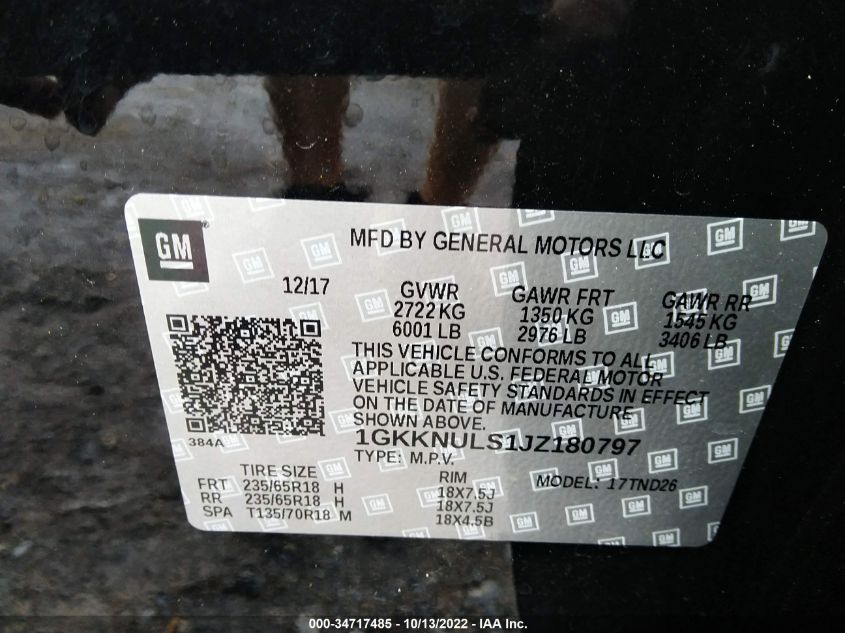 GM
MFD BY GENERAL MOTORS LLC
12/17 GVWR GAWR FRT GAWR RR
2722 KG 1350 KG 1545 KG
6001 LB 2976 LB 3406 LB
THIS VEHICLE CONFORMS TO ALL
APPLICABLE U.S. FEDERAL MOTOR
VEHICLE SAFETY STANDARDS IN EFFECT
ON THE DATE OF MANUFACTURE
SHOWN ABOVE.
384A
1GKKNULS1JZ180797
TYPE: M.P.V.
TIRE SIZE RIM MODEL: 17TND26
FRT 235/65R18 H 18X7.5J
RR 235/65R18 H 18X7.5J
SPA T135/70R18 M 18X4.5B
000-34717485 | 10/13/2022 - IAA Inc.